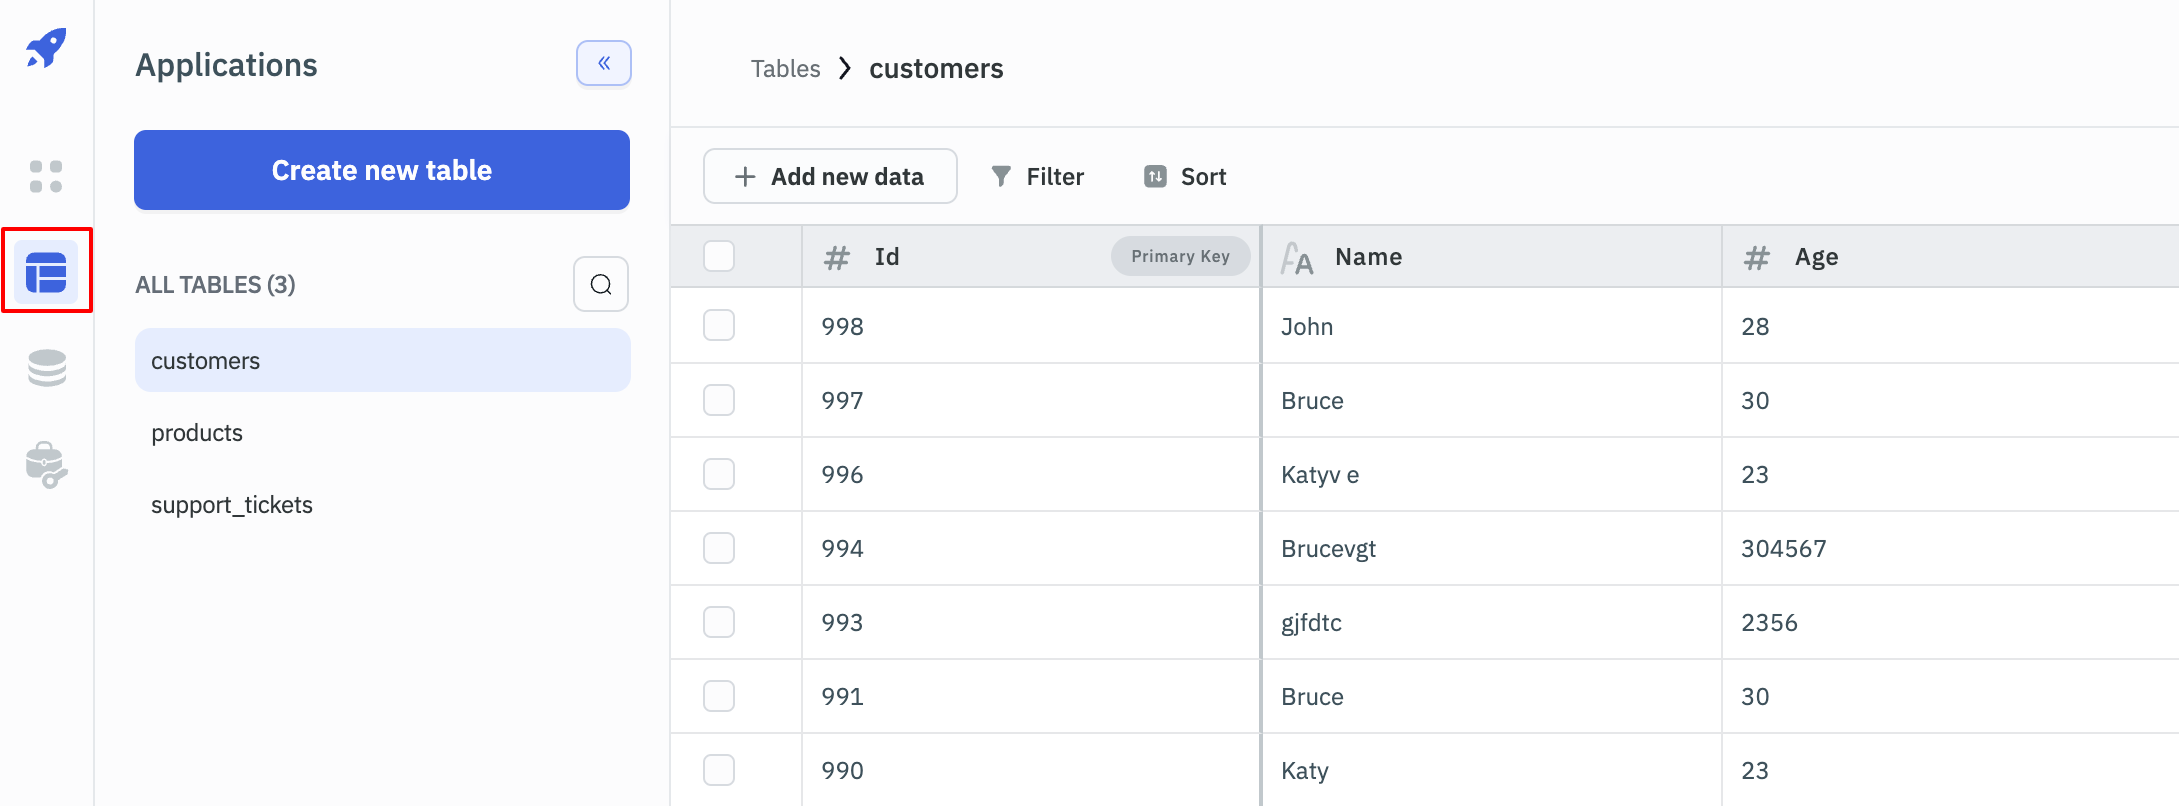 Applications
Create new table
ALL TABLES (3)
customers
products
support_tickets
Tables customers
Add new data Filter Sort
Id Primary Key Name Age
998 John 28
997 Bruce 30
996 Katyv e 23
994 Brucevgt 304567
993 gjfdtc 2356
991 Bruce 30
990 Katy 23